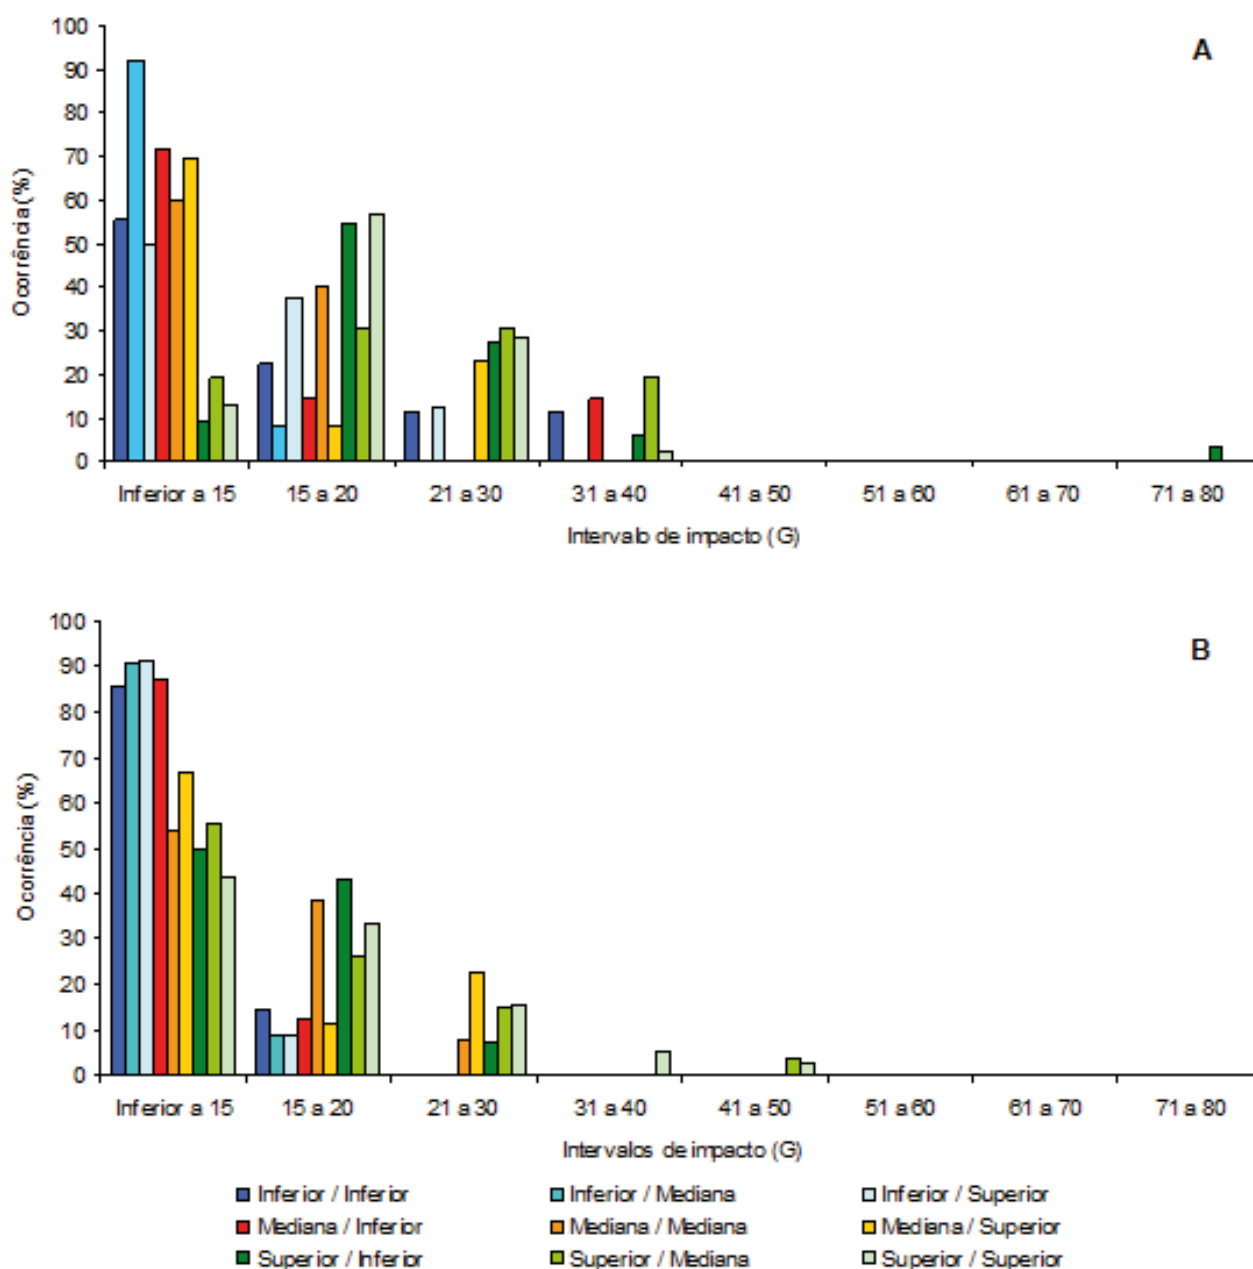 A
100
90
80
70
60
50
40
30
20
10
0
Ocorrência (%)
Inferior a 15 15 a 20 21 a 30 31 a 40 41 a 50 51 a 60 61 a 70 71 a 80
Intervalo de impacto (G)
B
100
90
80
70
60
50
40
30
20
10
0
Ocorrência (%)
Inferior a 15 15 a 20 21 a 30 31 a 40 41 a 50 51 a 60 61 a 70 71 a 80
Intervalos de impacto (G)
Inferior / Inferior Inferior / Mediana Inferior / Superior
Mediana / Inferior Mediana / Mediana Mediana / Superior
Superior / Inferior Superior / Mediana Superior / Superior